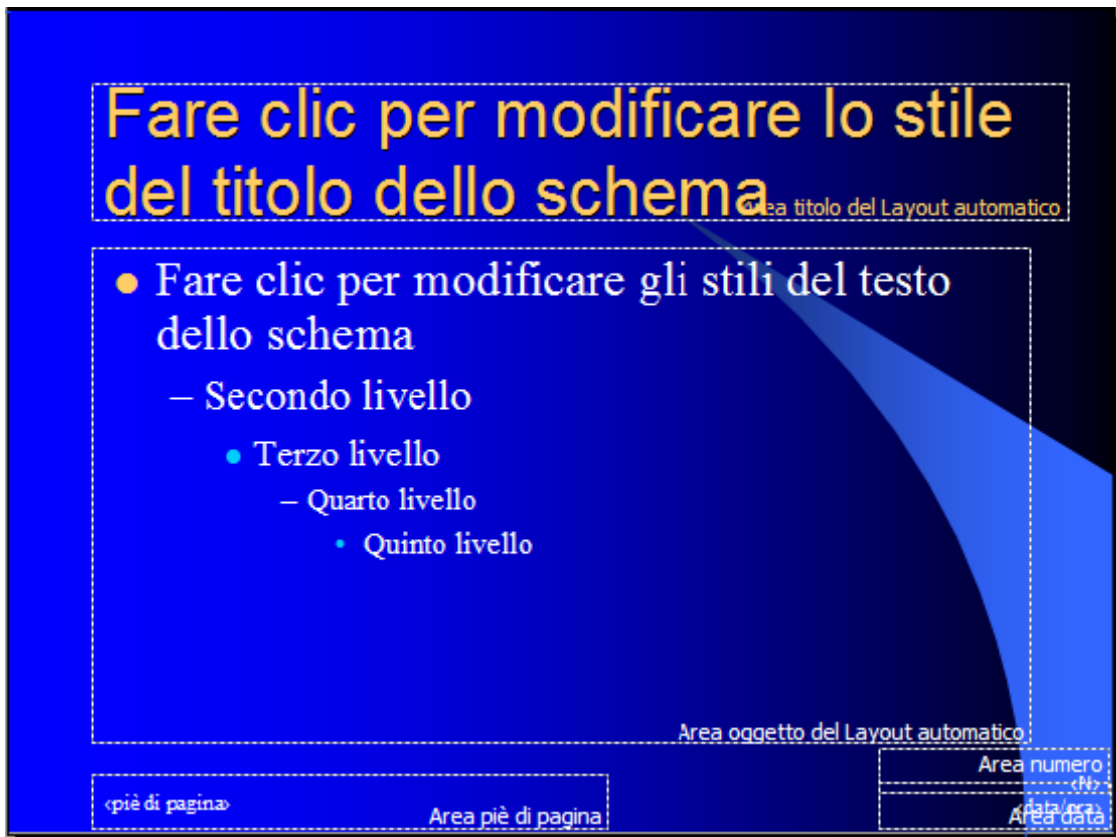 Fare clic per modificare lo stile
del titolo dello schema
Area titolo del Layout automatico
Fare clic per modificare gli stili del testo
dello schema
– Secondo livello
Terzo livello
– Quarto livello
Quinto livello
Area oggetto del Layout automatico
Area numero
‹N›
‹piè di pagina›
Area piè di pagina
‹data/ora›
Area data